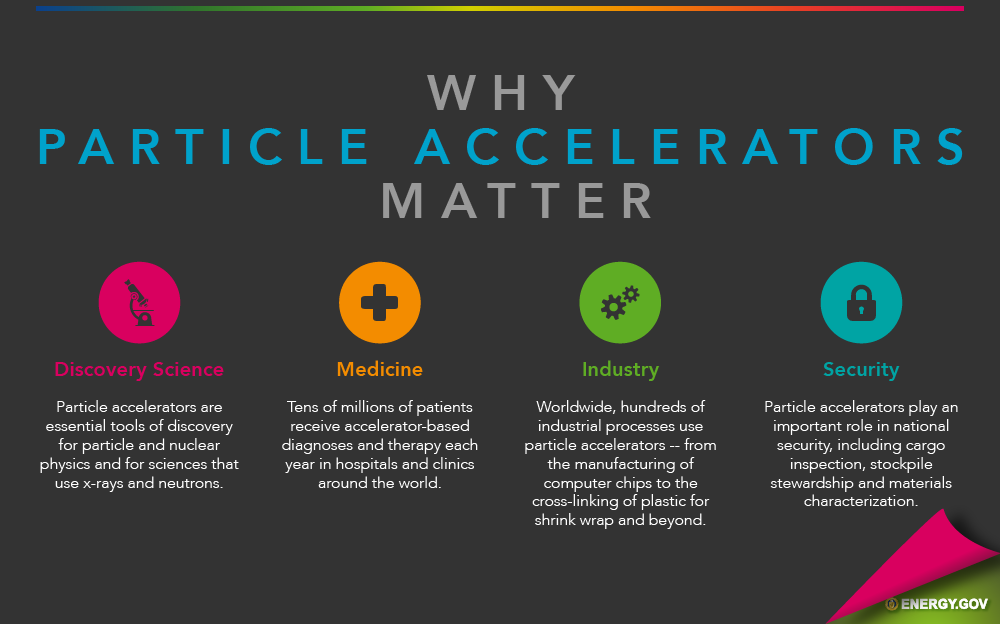 WHY
PARTICLE ACCELERATORS
MATTER
Discovery Science
Particle accelerators are
essential tools of discovery
for particle and nuclear
physics and for sciences that
use x-rays and neutrons.
Medicine
Tens of millions of patients
receive accelerator-based
diagnoses and therapy each
year in hospitals and clinics
around the world.
Industry
Worldwide, hundreds of
industrial processes use
particle accelerators -- from
the manufacturing of
computer chips to the
cross-linking of plastic for
shrink wrap and beyond.
Security
Particle accelerators play an
important role in national
security, including cargo
inspection, stockpile
stewardship and materials
characterization.
ENERGY.GOV